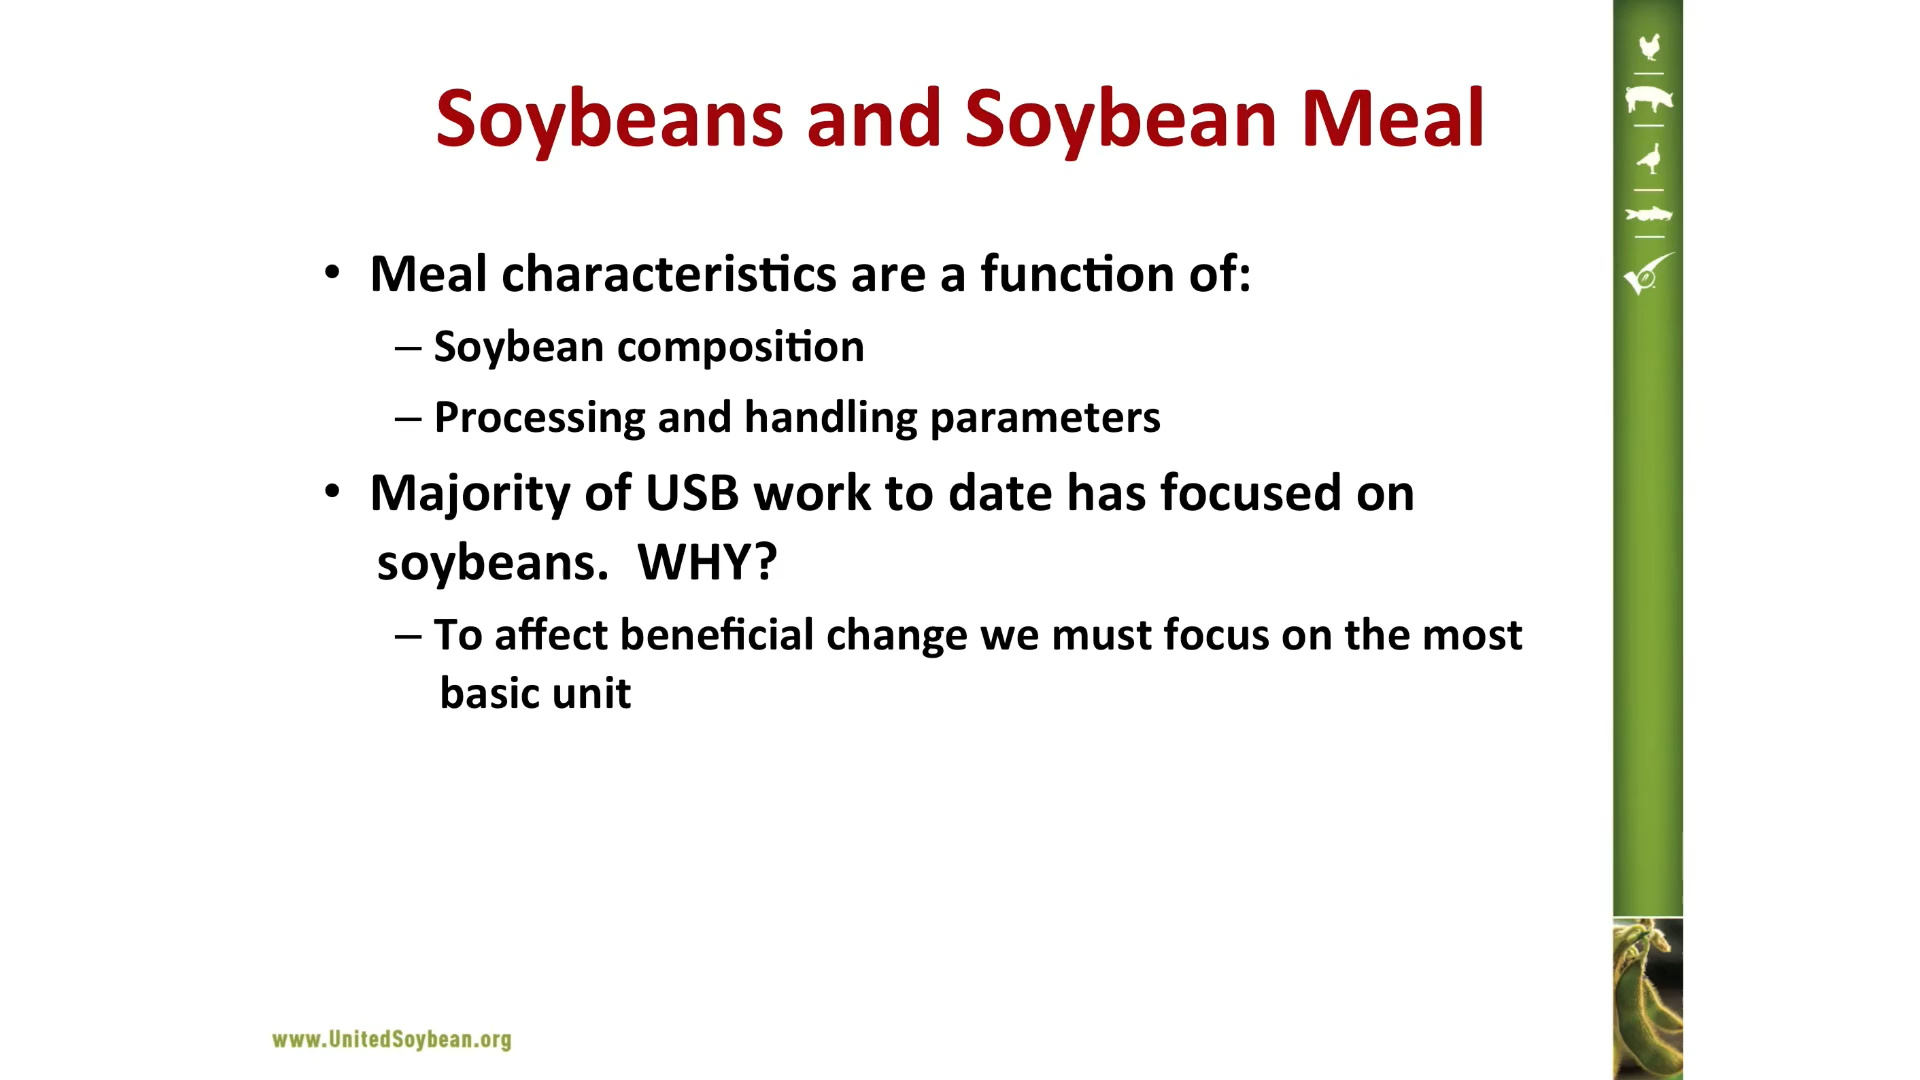 Soybeans and Soybean Meal
• Meal characteristics are a function of:
– Soybean composition
– Processing and handling parameters
• Majority of USB work to date has focused on
soybeans.  WHY?
– To affect beneficial change we must focus on the most
basic unit
www.UnitedSoybean.org